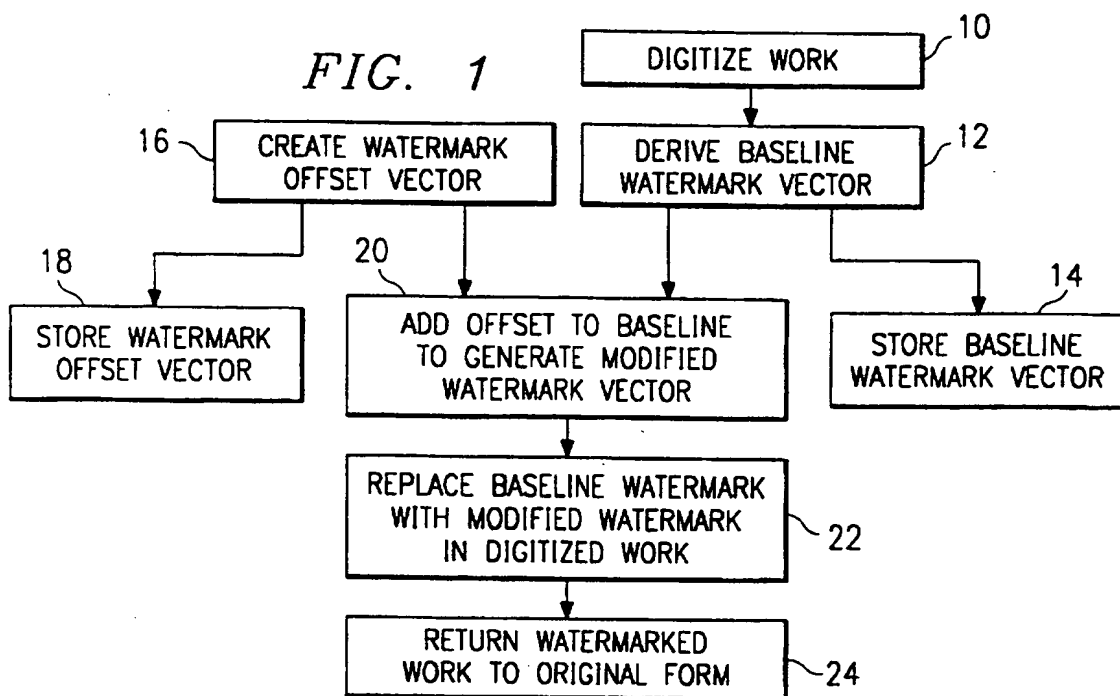 FIG. 1
10
DIGITIZE WORK
16
CREATE WATERMARK
OFFSET VECTOR
DERIVE BASELINE
WATERMARK VECTOR
12
18
STORE WATERMARK
OFFSET VECTOR
20
ADD OFFSET TO BASELINE
TO GENERATE MODIFIED
WATERMARK VECTOR
14
STORE BASELINE
WATERMARK VECTOR
REPLACE BASELINE WATERMARK
WITH MODIFIED WATERMARK
IN DIGITIZED WORK
22
RETURN WATERMARKED
WORK TO ORIGINAL FORM
24